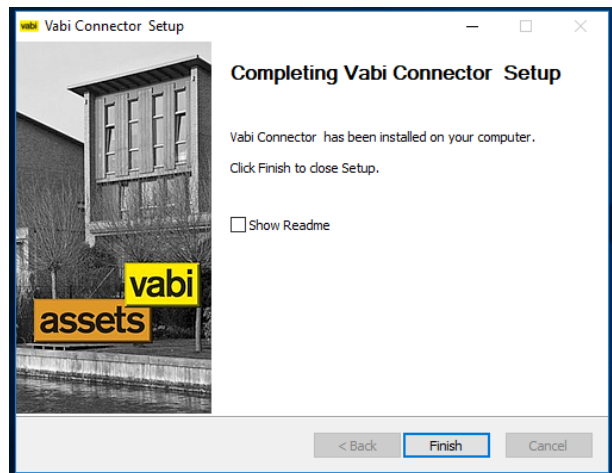 vabi Vabi Connector Setup
Completing Vabi Connector Setup
Vabi Connector has been installed on your computer.
Click Finish to close Setup.
Show Readme
vabi
assets
< Back Finish Cancel